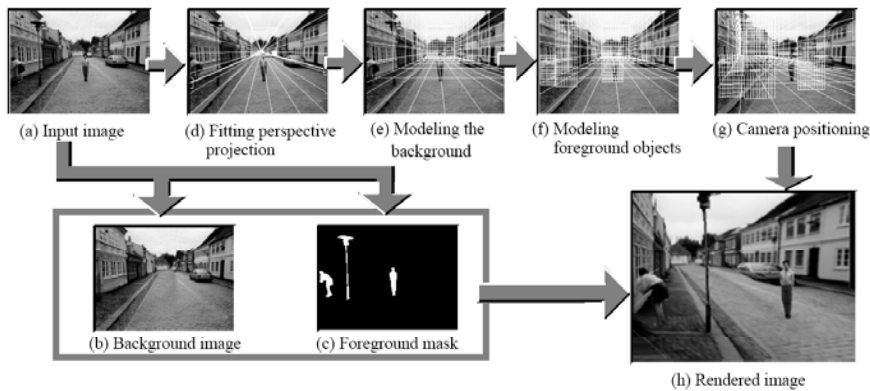 (a) Input image
(d) Fitting perspective
projection
(e) Modeling the
background
(f) Modeling
foreground objects
(g) Camera positioning
(b) Background image
(c) Foreground mask
(h) Rendered image